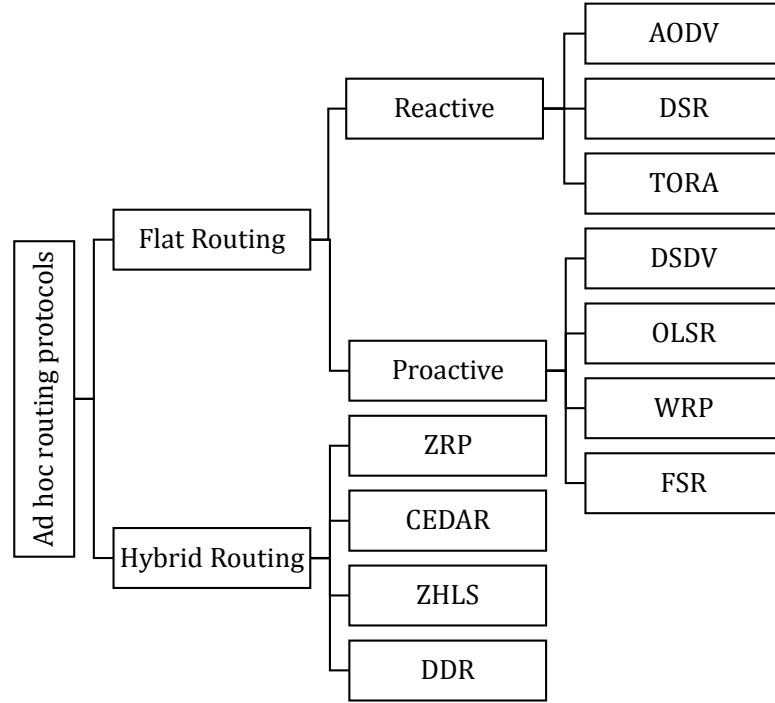 Ad hoc routing protocols
Flat Routing
Reactive
AODV
DSR
TORA
Proactive
DSDV
OLSR
WRP
FSR
Hybrid Routing
ZRP
CEDAR
ZHLS
DDR